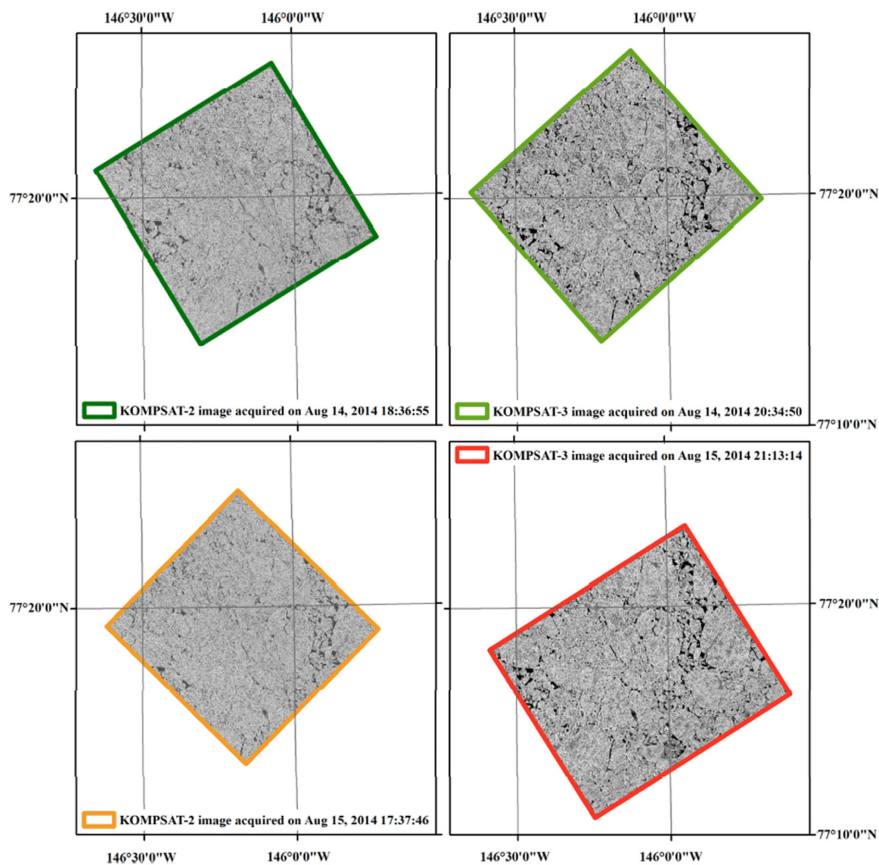 146°30'0"W 146°0'0"W 146°30'0"W 146°0'0"W
77°20'0"N 77°20'0"N
KOMPSAT-2 image acquired on Aug 14, 2014 18:36:55 KOMPSAT-3 image acquired on Aug 14, 2014 20:34:50
77°10'0"N
KOMPSAT-3 image acquired on Aug 15, 2014 21:13:14
77°20'0"N 77°20'0"N
KOMPSAT-2 image acquired on Aug 15, 2014 17:37:46
77°10'0"N
146°30'0"W 146°0'0"W 146°30'0"W 146°0'0"W